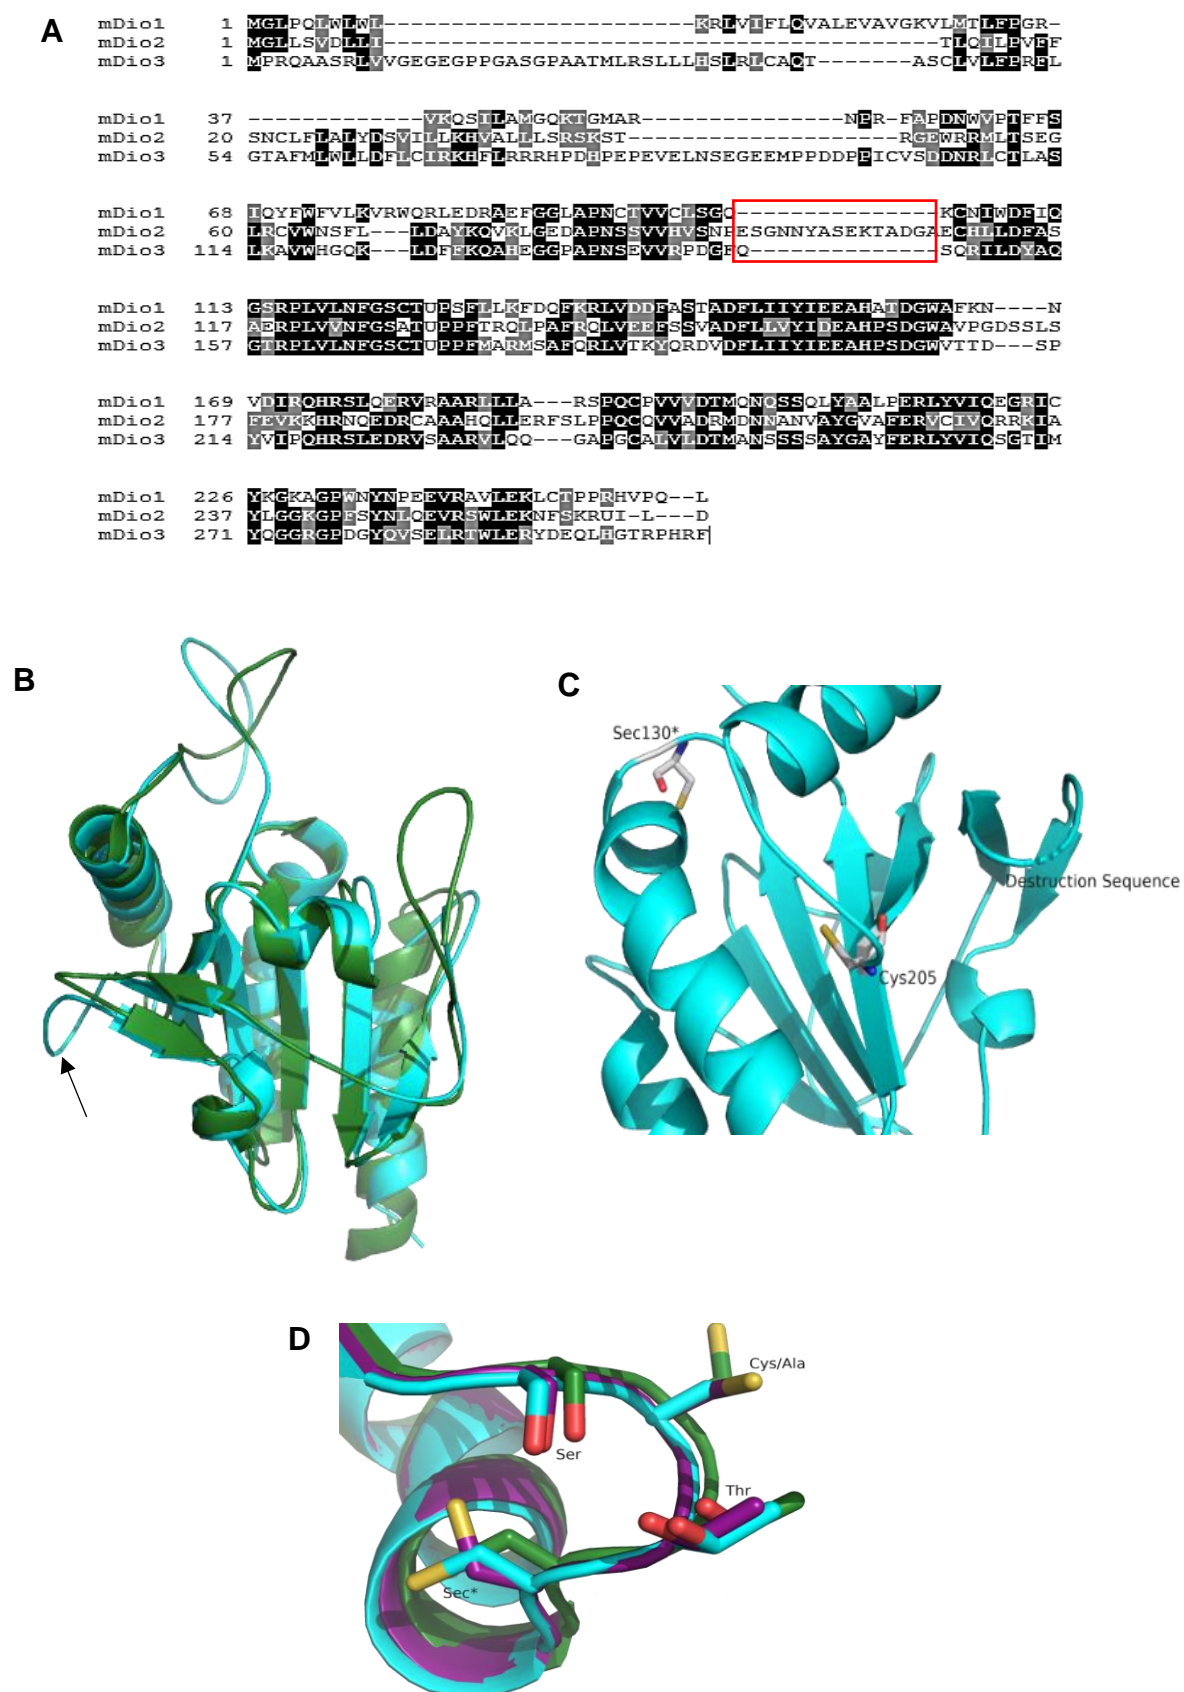 A
mDio1 1 MGLPQLWLWL-----------------------KRLVIFLQVALEVAVGKVLMTLFPGR-
mDio2 1 MGLLSVDLLI-----------------------------------------TLQILPVFF
mDio3 1 MPRQAASRLVVGEGEGPPGASGPAATMLRSLLLHSLRLCAQT-------ASCLVLFPRFL
mDio1 37 -------------VKQSILAMGQKTGMAR---------------NPR-FAPDNWVPTFFS
mDio2 20 SNCLFLALYDSVILLKHVALLLSRSKST--------------------RGEWRRMLTSEG
mDio3 54 GTAFMLWLLDFLCIRKHFLRRRHPDHPEPEVELNSEGEEMPPDDPPICVSDDNRLCTLAS
mDio1 68 IQYFWFVLKVRWQRLEDRAEFGGLAPNCTVVCLSGQ---------------KCNIWDFIQ
mDio2 60 LRCVWNSFL---LDAYKQVKLGEDAPNSSVVHVSNPESGNNYASEKTADGAECHLLDFAS
mDio3 114 LKAVWHGQK---LDFFKQAHEGGPAPNSEVVRPDGFQ--------------SQRILDYAQ
mDio1 113 GSRPLVLNFGSCTUPSFLLKFDQFKRLVDDFASTADFLIIYIEEAHATDGWAFKN----N
mDio2 117 AERPLVVNFGSATUPPFTRQLPAFRQLVEEFSSVADFLLVYIDEAHPSDGWAVPGDSSLS
mDio3 157 GTRPLVLNFGSCTUPPFMARMSAFQRLVTKYQRDVDFLIIYIEEAHPSDGWVTTD---SP
mDio1 169 VDIRQHRSLQERVRAARLLLA---RSPQCPVVVDTMQNQSSQLYAALPERLYVIQEGRIC
mDio2 177 FEVKKHRNQEDRCAAAHQLLERFSLPPQCQVVADRMDNNANVAYGVAFERVCIVQRRKIA
mDio3 214 YVIPQHRSLEDRVSAARVLQQ---GAPGCALVLDTMANSSSSAYGAYFERLYVIQSGTIM
mDio1 226 YKGKAGPWNYNPEEVRAVLEKLCTPPRHVPQ--L
mDio2 237 YLGGKGPFSYNLQEVRSWLEKNFSKRUI-L---D
mDio3 271 YQGGRGPDGYQVSELRTWLERYDEQLHGTRPHRF
B
C
Sec130*
Destruction Sequence
Cys205
D
Cys/Ala
Ser
Thr
Sec*